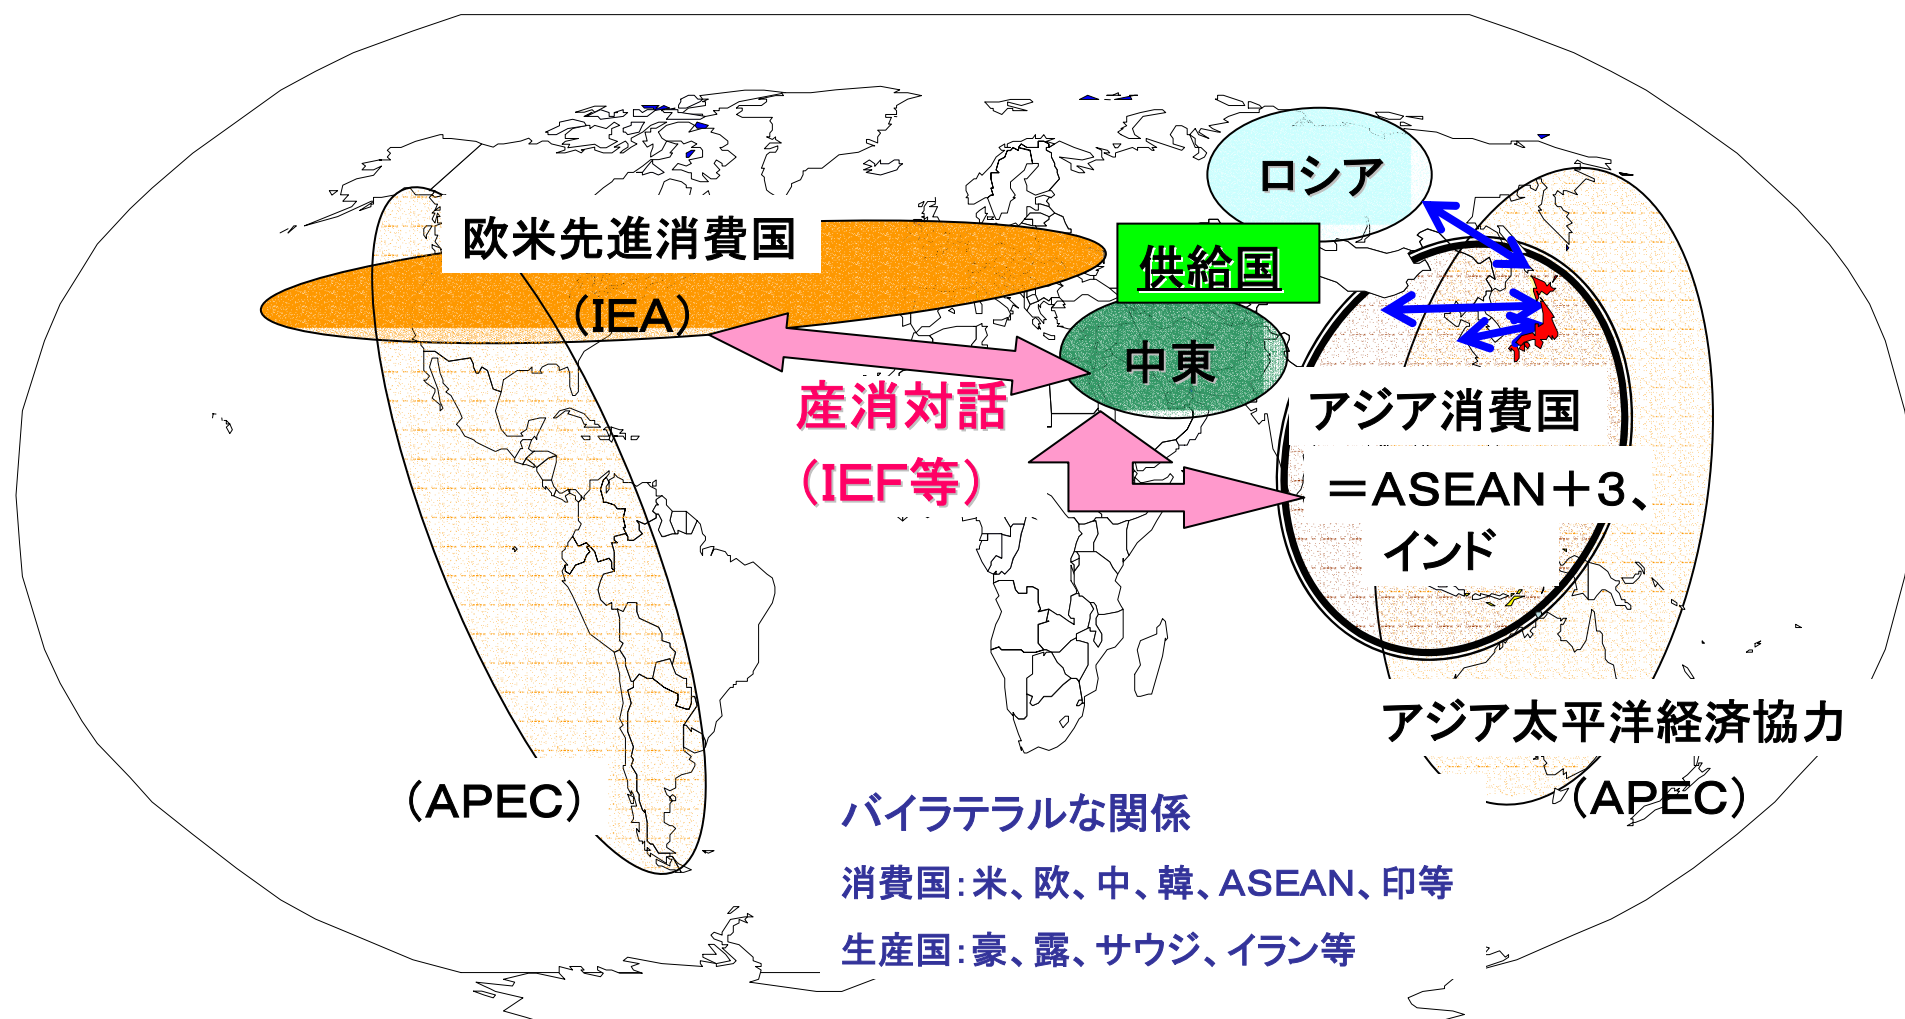 ロシア
欧米先進消費国
（IEA）
供給国
中東
産消対話
（IEF等）
アジア消費国
＝ASEAN＋3、
インド
アジア太平洋経済協力
（APEC）
（APEC）
バイラテラルな関係
消費国：米、欧、中、韓、ASEAN、印等
生産国：豪、露、サウジ、イラン等